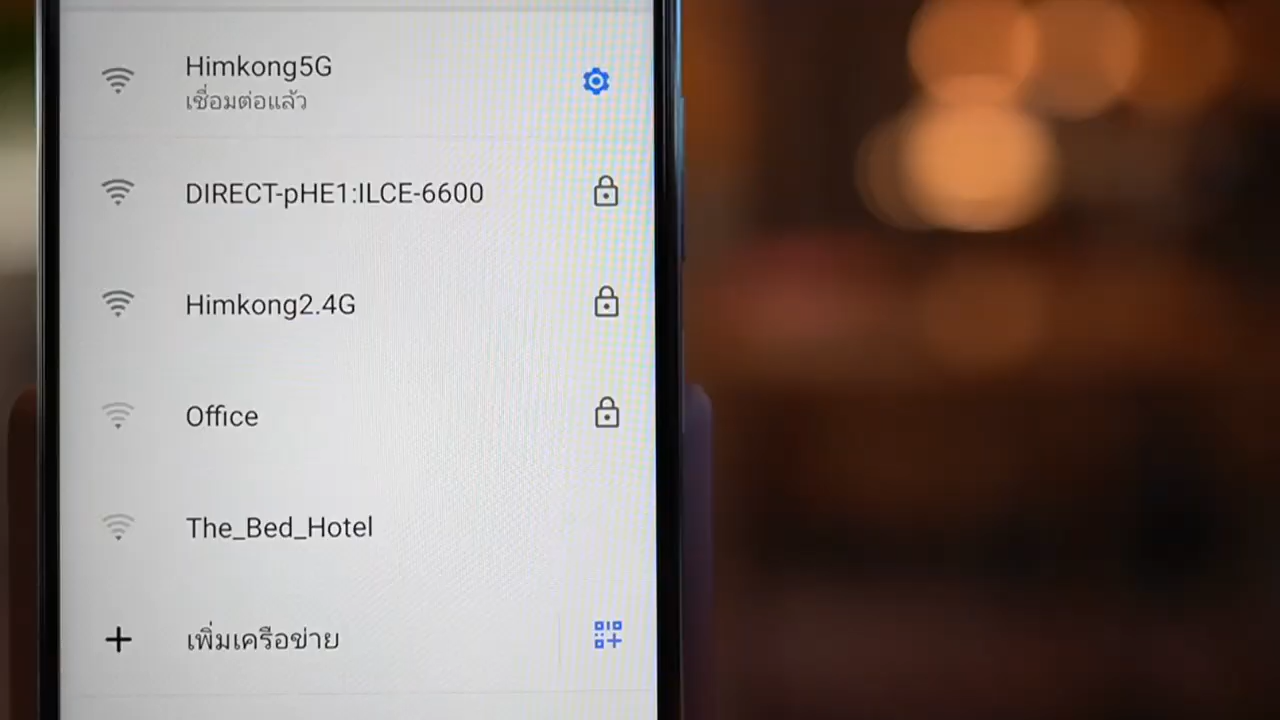 Himkong5G
เชื่อมต่อแล้ว
DIRECT-pHE1:ILCE-6600
Himkong2.4G
Office
The_Bed_Hotel
เพิ่มเครือข่าย